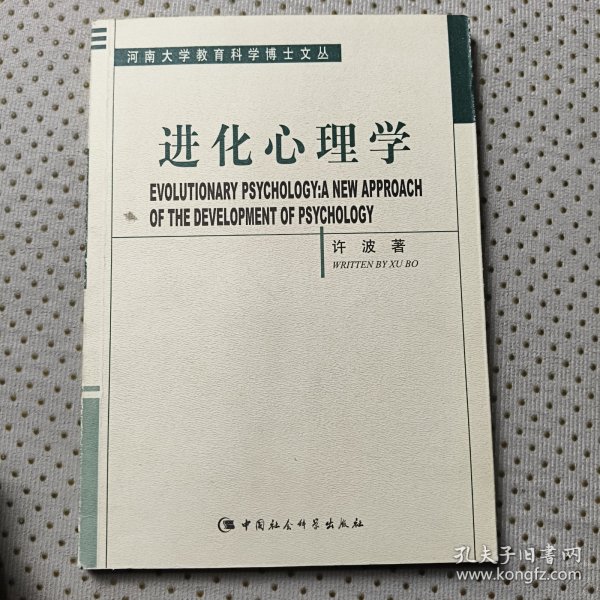 河南大学教育科学博士文丛
进化心理学
EVOLUTIONARY PSYCHOLOGY:A NEW APPROACH
OF THE DEVELOPMENT OF PSYCHOLOGY
许 波 著
WRITTEN BY XU BO
中国社会科学出版社
孔夫子旧書网
www.kongfz.com